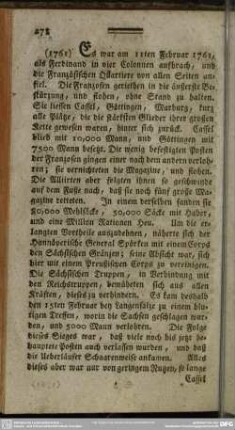 278
(1761) Es war am 11ten Februar 1761,
als Ferdinand in vier Colonnen aufbrach, und
die Französischen Quartiere von allen Seiten an-
fiel. Die Franzosen geriethen in die äusserste Be-
stürzung, und flohen, ohne Stand zu halten.
Sie liessen Cassel, Göttingen, Marburg, kurz
alle Plätze, die die stärksten Glieder ihrer großen
Kette gewesen waren, hinter sich zurück. Cassel
blieb mit 10,000 Mann, und Göttingen mit
7500 Mann besetzt. Die wenig befestigten Posten
der Franzosen gingen einer nach dem andern verloh-
ren; sie vernichteten die Magazine, und flohen.
Die Alliirten aber folgten ihnen so geschwinde
auf dem Fuße nach, daß sie noch fünf große Ma-
gazine retteten. In einem derselben fanden sie
80,000 Mehlsäcke, 50,000 Säcke mit Haber,
und eine Million Rationen Heu. Um die er-
langten Vortheile auszudehnen, näherte sich der
Hannöverische General Spörken mit einem Corps
den Sächsischen Gränzen; seine Absicht war, sich
hier mit einem Preussischen Corps zu vereinigen.
Die Sächsischen Truppen, in Verbindung mit
den Reichstruppen, bemüheten sich aus allen
Kräften, dieses zu verhindern. Es kam deshalb
den 15ten Februar bey Langensalze zu einem blu-
tigen Treffen, worin die Sachsen geschlagen wur-
den, und 5000 Mann verlohren. Die Folge
dieses Sieges war, daß viele noch bis jetzt be-
hauptete Posten auch verlassen wurden, und daß
die Ueberläufer Schaarenweise ankamen. Alles
dieses aber war nur von geringem Nutzen, so lange
Cassel